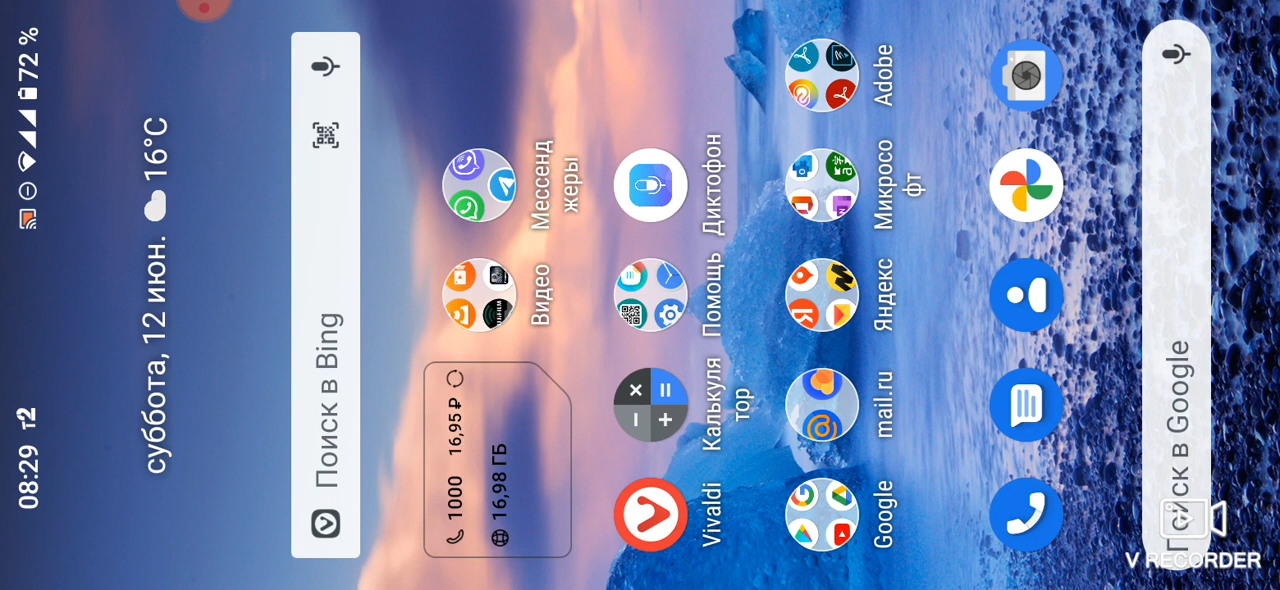 08:29 т2 72 %
суббота, 12 июн. 16°C
Поиск в Bing
1000 16,95 ₽
16,98 ГБ
Видео
Мессенд
жеры
Vivaldi
Калькуля
тор
Помощь
Диктофон
Google
mail.ru
Яндекс
Микросо
фт
Adobe
Поиск в Google
V RECORDER